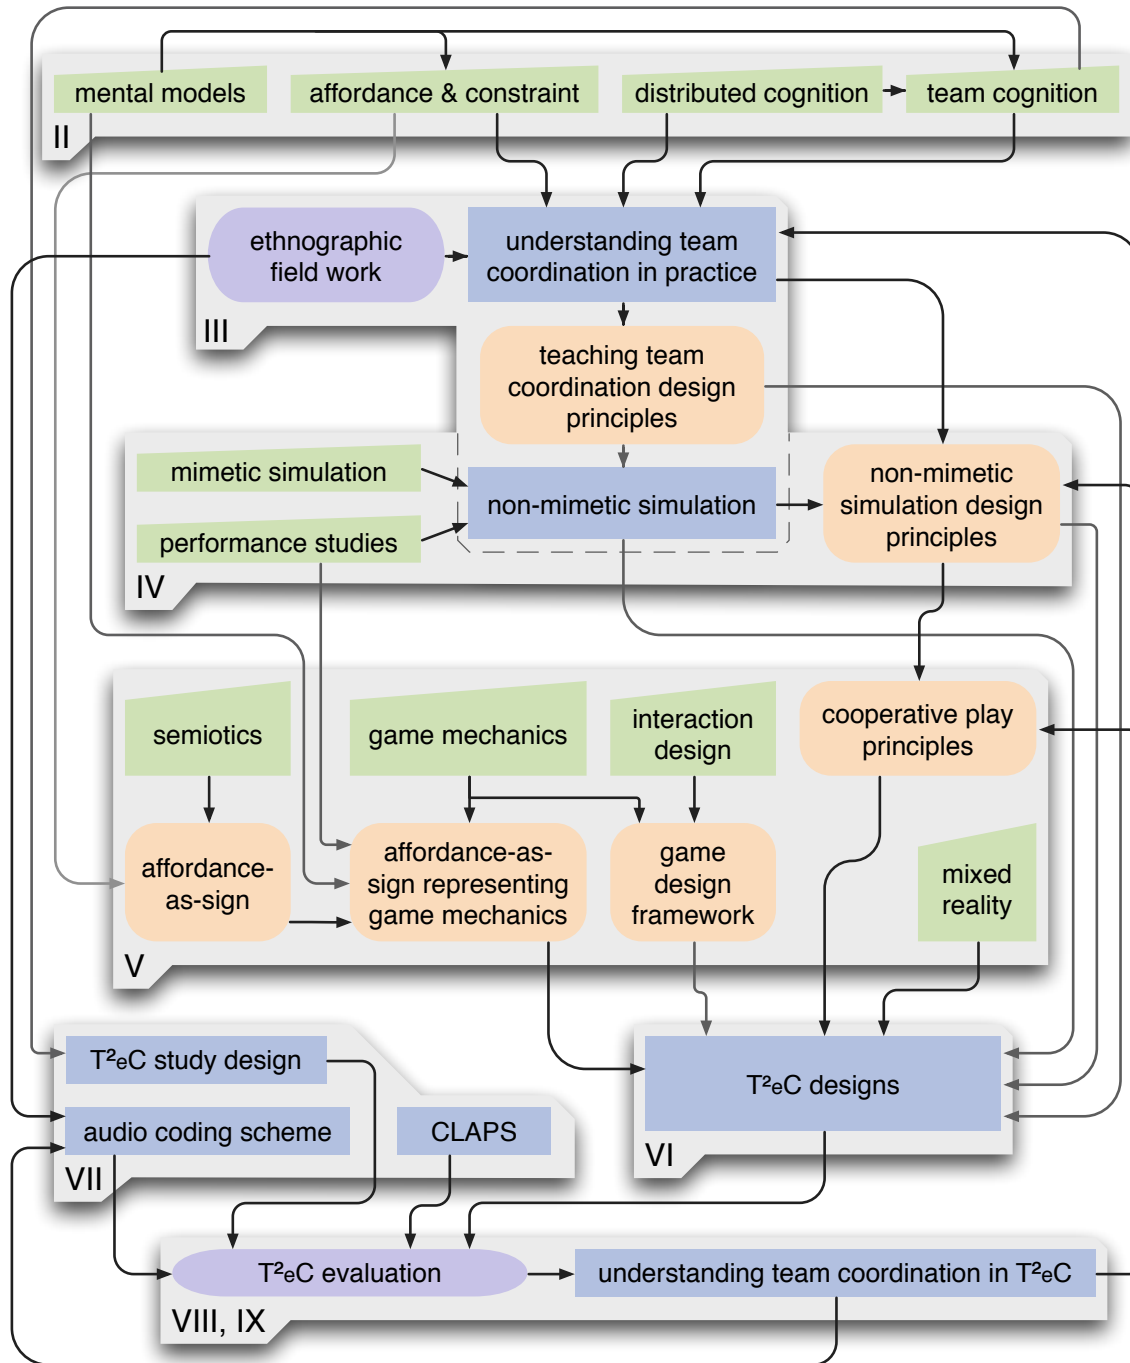 mental models
affordance & constraint
distributed cognition
team cognition
II
ethnographic
field work
understanding team
coordination in practice
III
teaching team
coordination design
principles
mimetic simulation
non-mimetic simulation
non-mimetic
simulation design
principles
performance studies
IV
semiotics
game mechanics
interaction
design
cooperative play
principles
affordance-
as-sign
affordance-as-
sign representing
game mechanics
game
design
framework
mixed
reality
V
T²eC study design
T²eC designs
audio coding scheme
CLAPS
VII
VI
T²eC evaluation
understanding team coordination in T²eC
VIII, IX